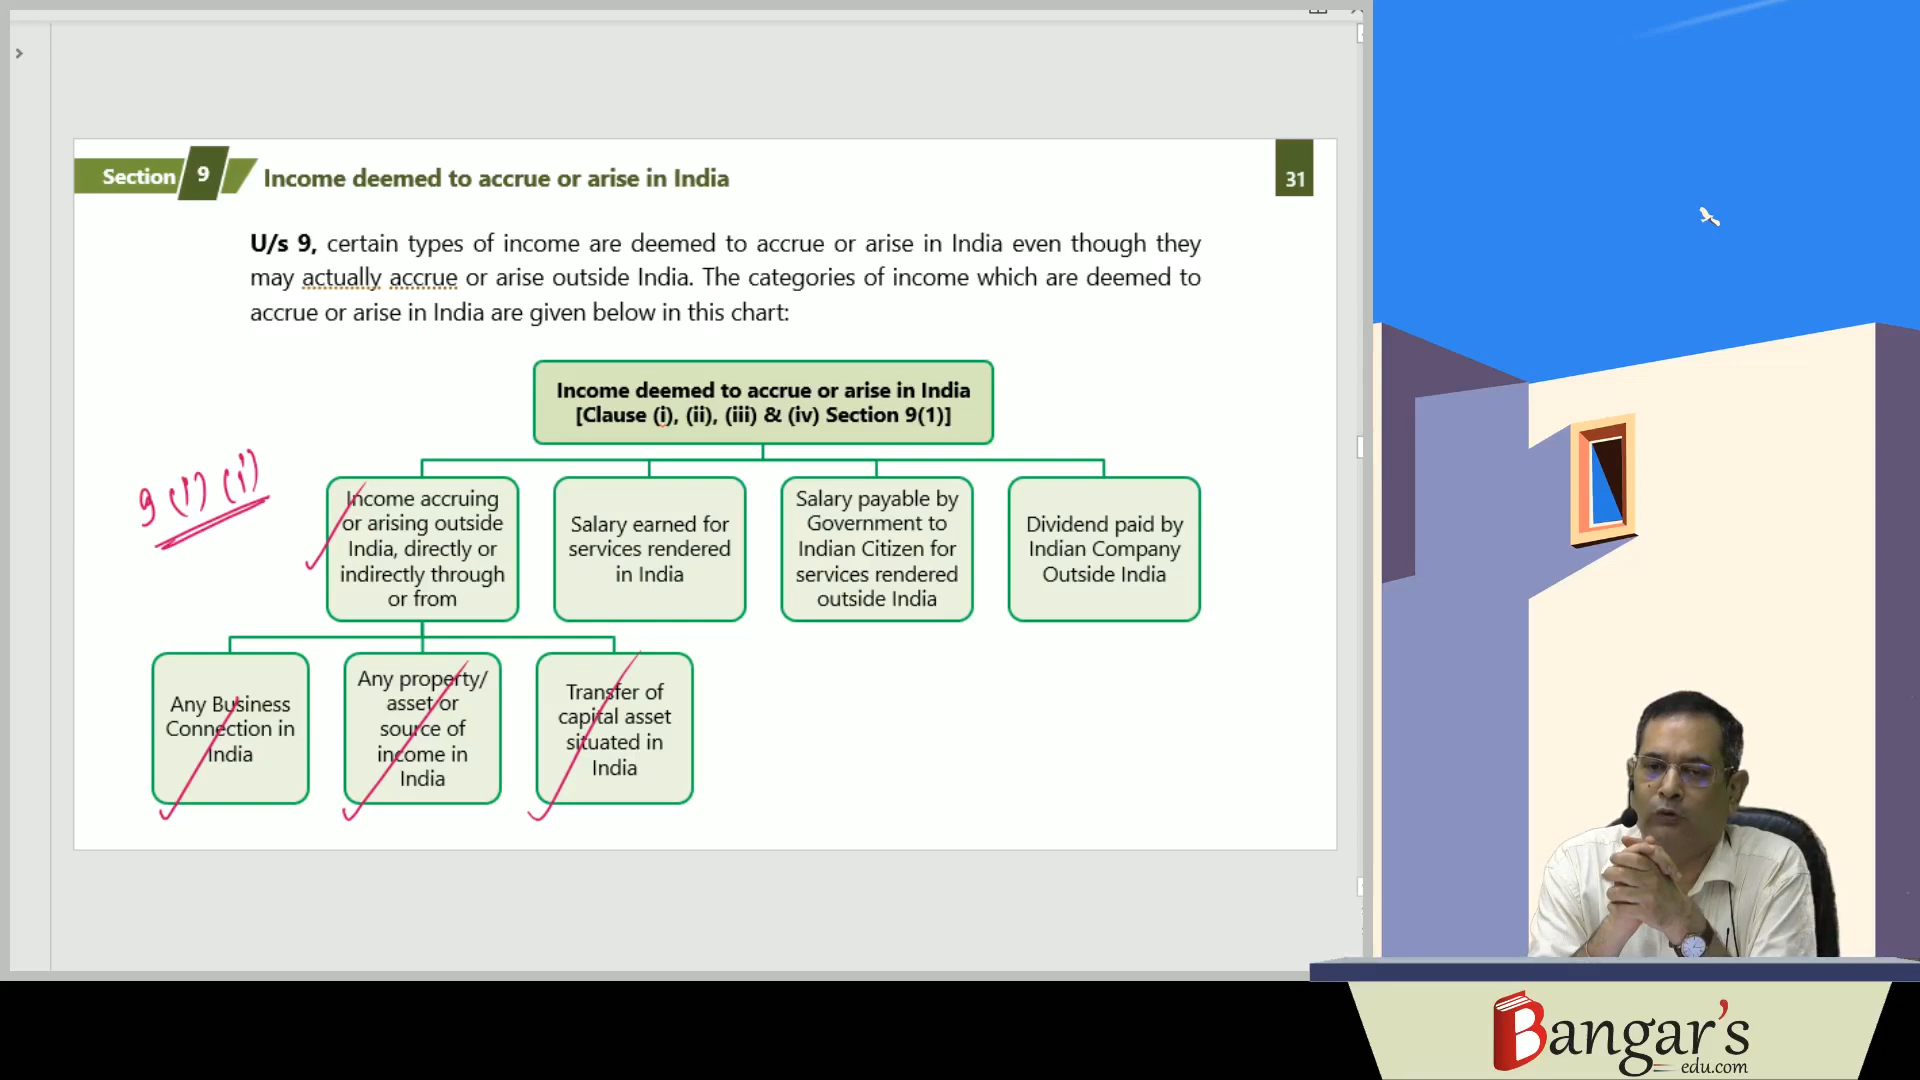 Section 9 Income deemed to accrue or arise in India
31
U/s 9, certain types of income are deemed to accrue or arise in India even though they
may actually accrue or arise outside India. The categories of income which are deemed to
accrue or arise in India are given below in this chart:
Income deemed to accrue or arise in India
[Clause (i), (ii), (iii) & (iv) Section 9(1)]
9 (1) (i)
Income accruing
or arising outside
India, directly or
indirectly through
or from
Salary earned for
services rendered
in India
Salary payable by
Government to
Indian Citizen for
services rendered
outside India
Dividend paid by
Indian Company
Outside India
Any Business
Connection in
India
Any property/
asset or
source of
income in
India
Transfer of
capital asset
situated in
India
Bangar's
edu.com